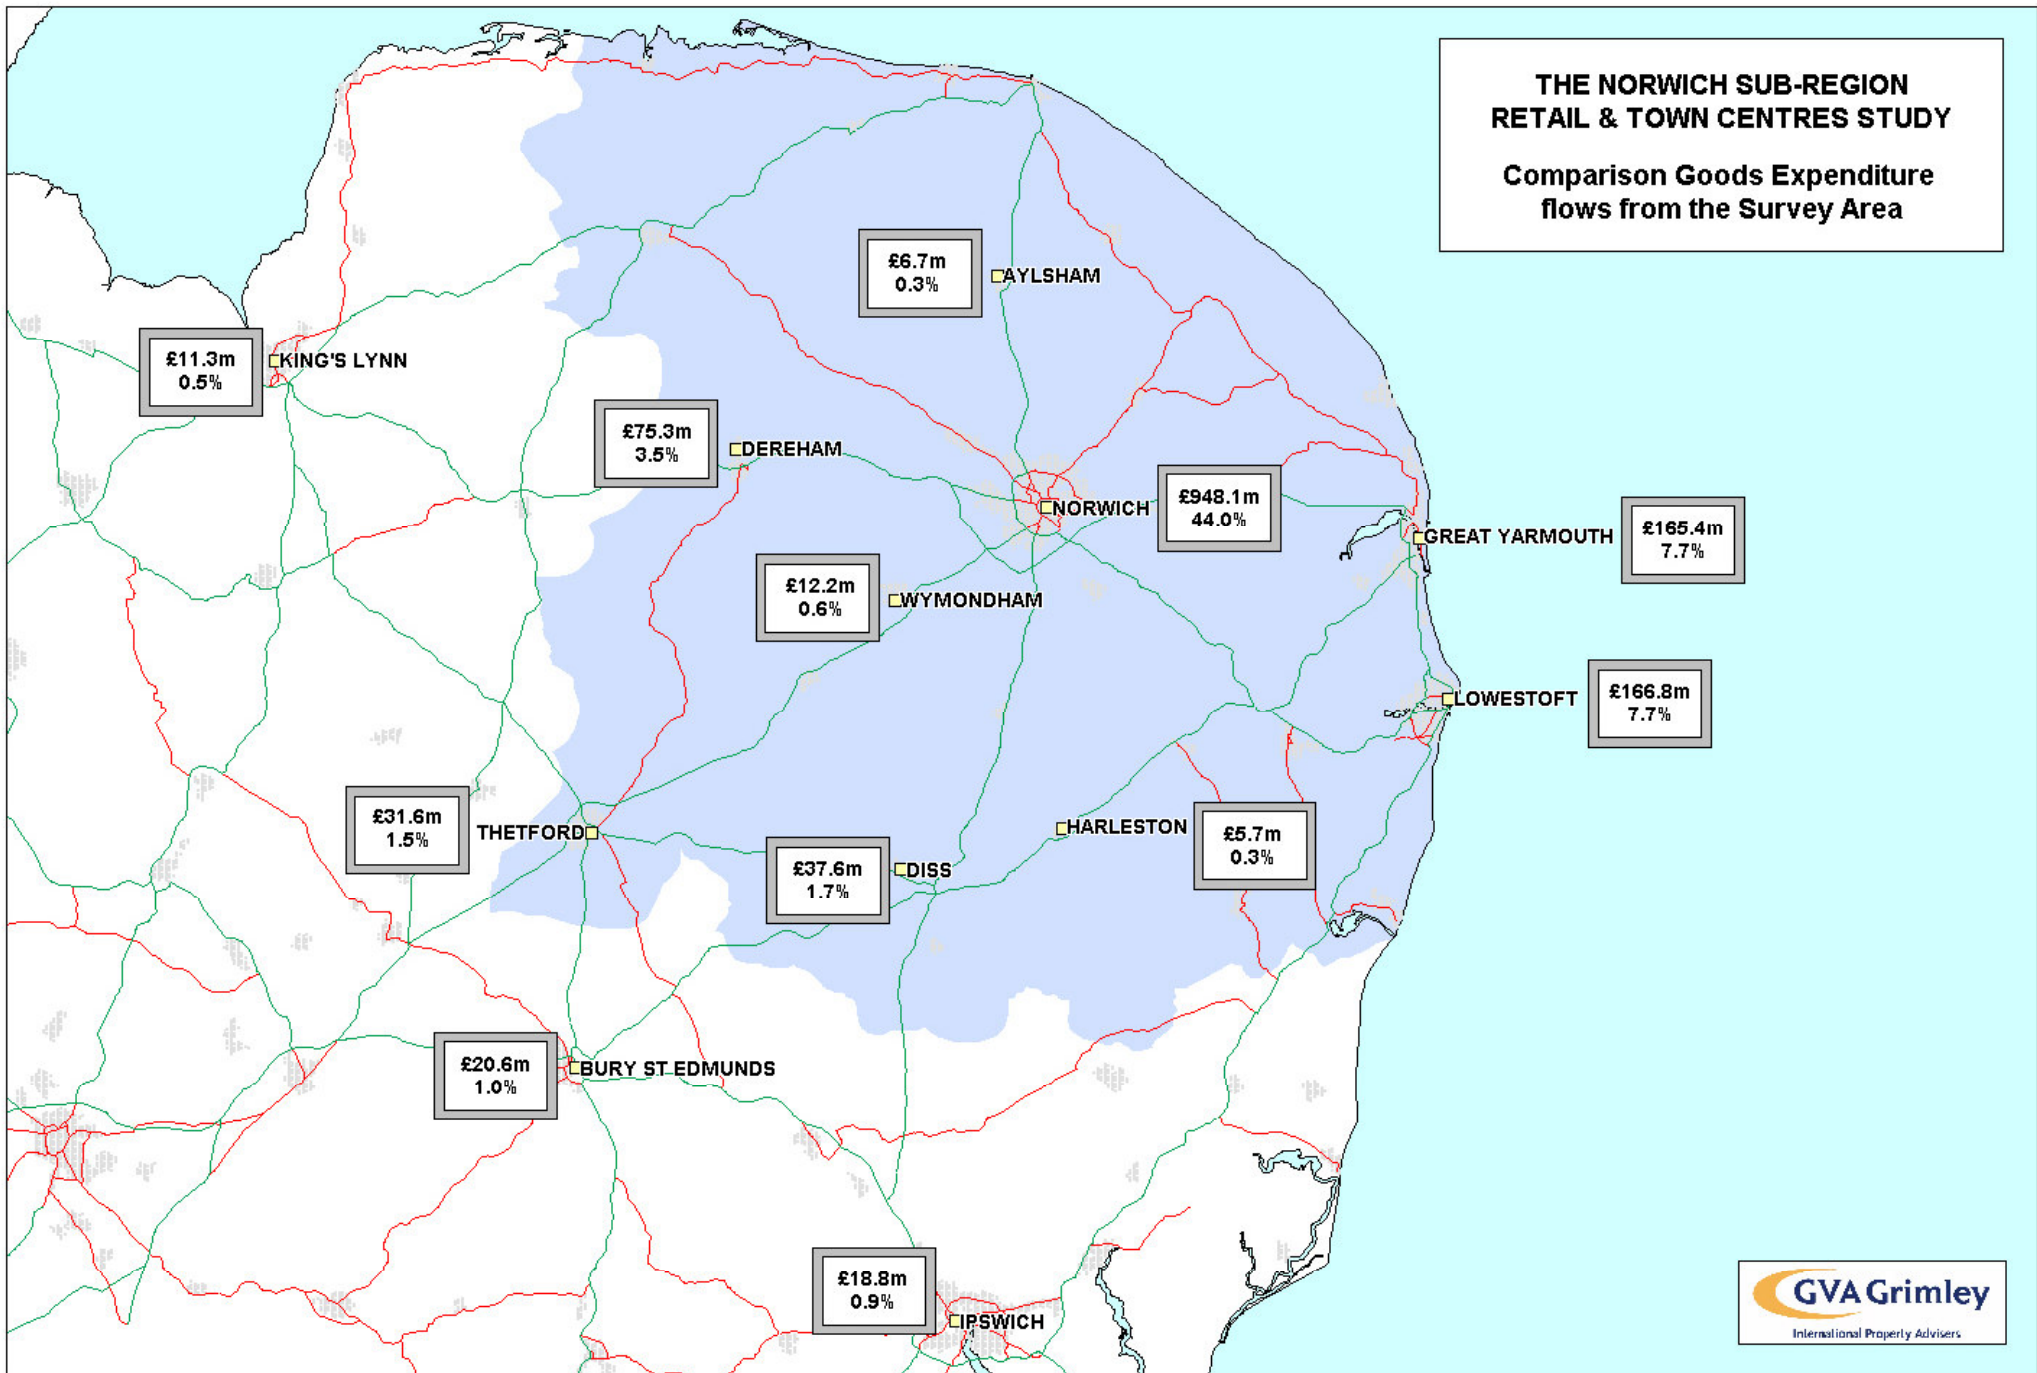 THE NORWICH SUB-REGION
RETAIL & TOWN CENTRES STUDY
Comparison Goods Expenditure
flows from the Survey Area
£6.7m
0.3%
AYLSHAM
£11.3m
0.5%
KING'S LYNN
£75.3m
3.5%
DEREHAM
NORWICH
£948.1m
44.0%
GREAT YARMOUTH
£165.4m
7.7%
£12.2m
0.6%
WYMONDHAM
LOWESTOFT
£166.8m
7.7%
£31.6m
1.5%
THETFORD
£37.6m
1.7%
DISS
HARLESTON
£5.7m
0.3%
£20.6m
1.0%
BURY ST EDMUNDS
£18.8m
0.9%
IPSWICH
GVA Grimley
International Property Advisers